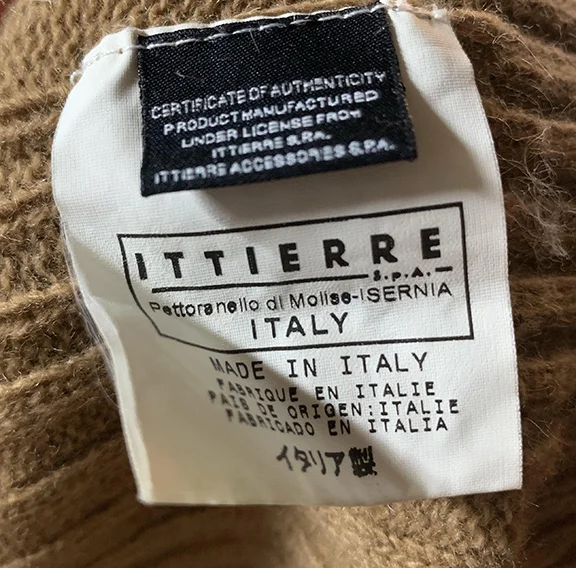 CERTIFICATE OF AUTHENTICITY
PRODUCT MANUFACTURED
UNDER LICENSE FROM
ITTIERRE S.P.A.
ITTIERRE ACCESSORIES S.P.A.
ITTIERRE
S.p.A.
Pettoranello di Molise-ISERNIA
ITALY
MADE IN ITALY
FABRIQUE EN ITALIE
PAIS DE ORIGEN:ITALIE
FABRICADO EN ITALIA
イタリア製